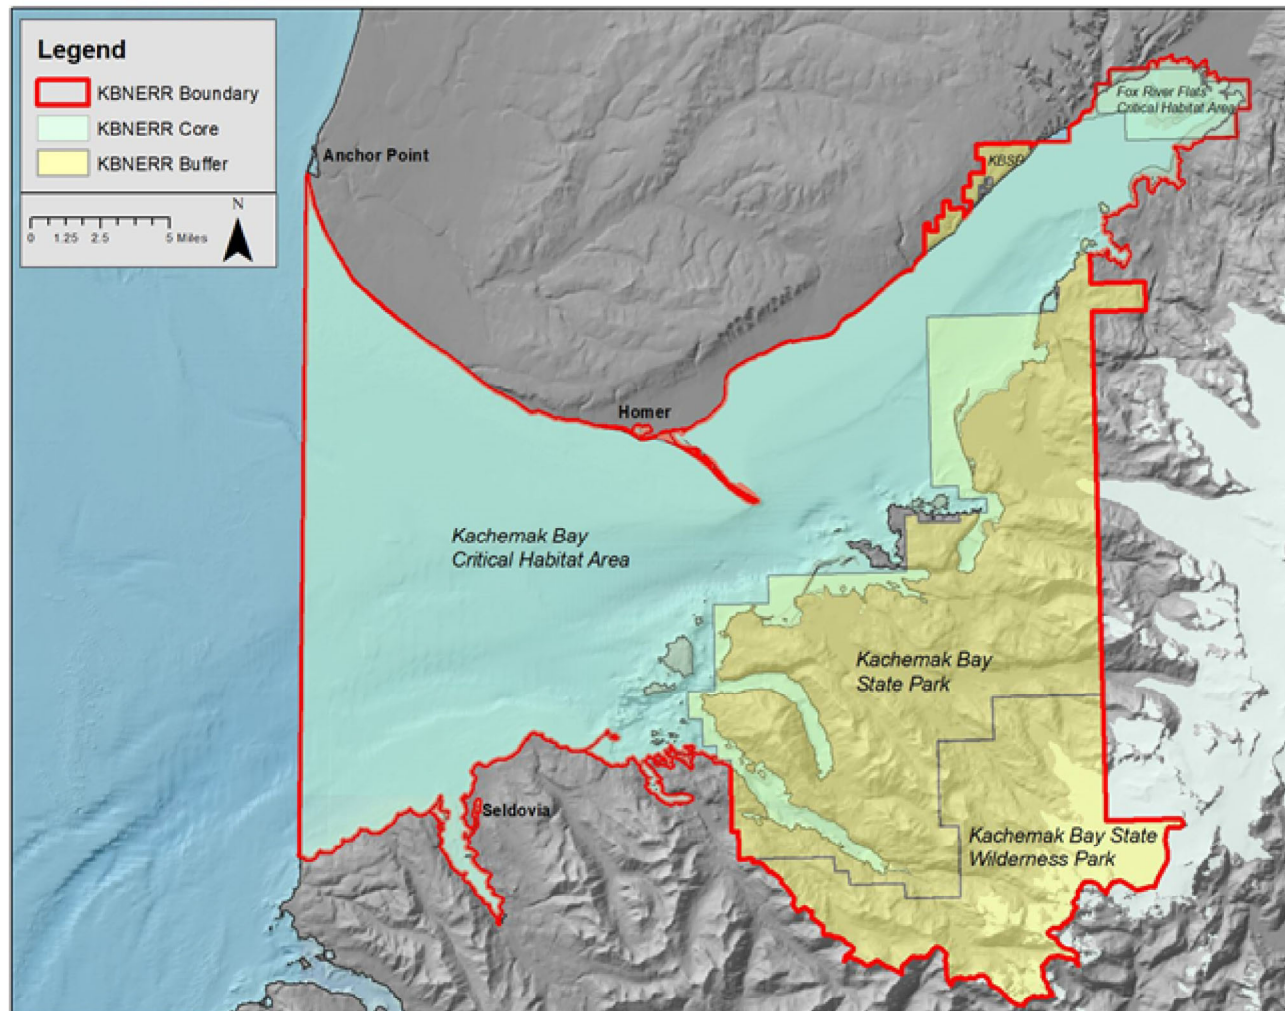 Legend
KBNERR Boundary
KBNERR Core
KBNERR Buffer
N
0 1.25 2.5 5 Miles
Anchor Point
Fox River Flats
Critical Habitat Area
KBSP
Homer
Kachemak Bay
Critical Habitat Area
Kachemak Bay
State Park
Seldovia
Kachemak Bay State
Wilderness Park